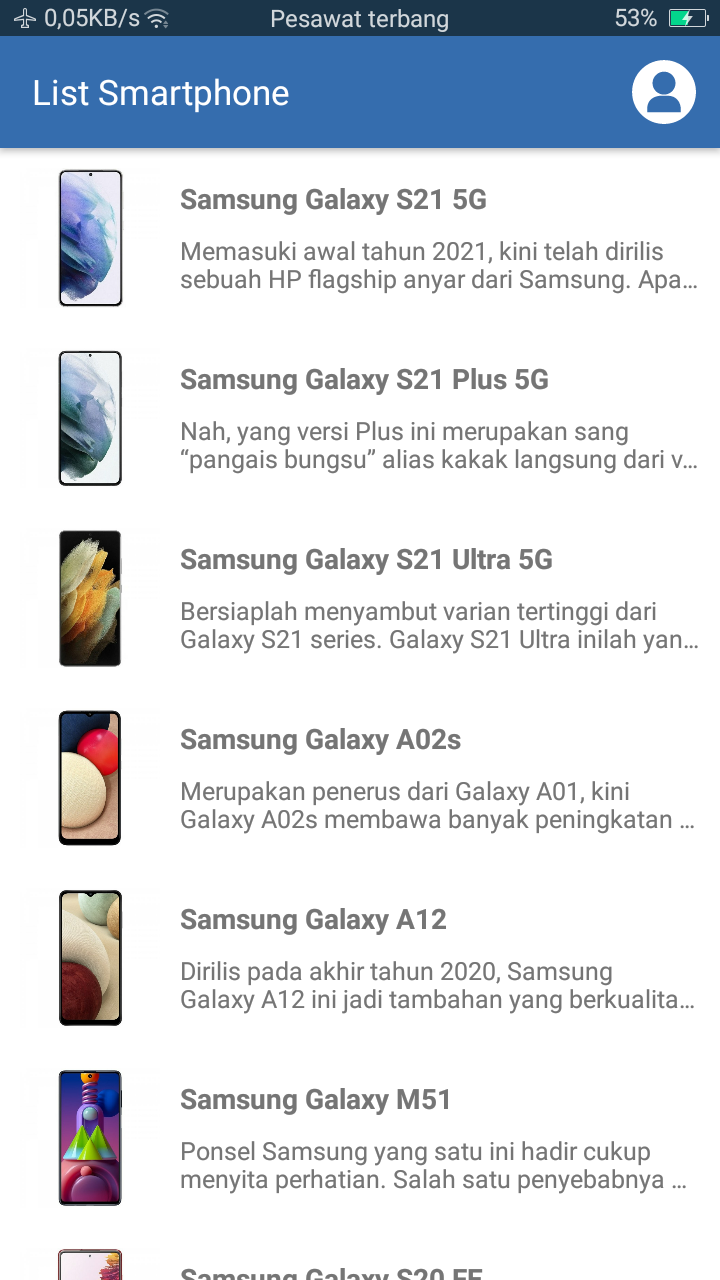 0,05KB/s Pesawat terbang 53%
List Smartphone
Samsung Galaxy S21 5G
Memasuki awal tahun 2021, kini telah dirilis
sebuah HP flagship anyar dari Samsung. Apa...
Samsung Galaxy S21 Plus 5G
Nah, yang versi Plus ini merupakan sang
“pangais bungsu” alias kakak langsung dari v...
Samsung Galaxy S21 Ultra 5G
Bersiaplah menyambut varian tertinggi dari
Galaxy S21 series. Galaxy S21 Ultra inilah yan...
Samsung Galaxy A02s
Merupakan penerus dari Galaxy A01, kini
Galaxy A02s membawa banyak peningkatan ...
Samsung Galaxy A12
Dirilis pada akhir tahun 2020, Samsung
Galaxy A12 ini jadi tambahan yang berkualita...
Samsung Galaxy M51
Ponsel Samsung yang satu ini hadir cukup
menyita perhatian. Salah satu penyebabnya ...
Samsung Galaxy S20 FE